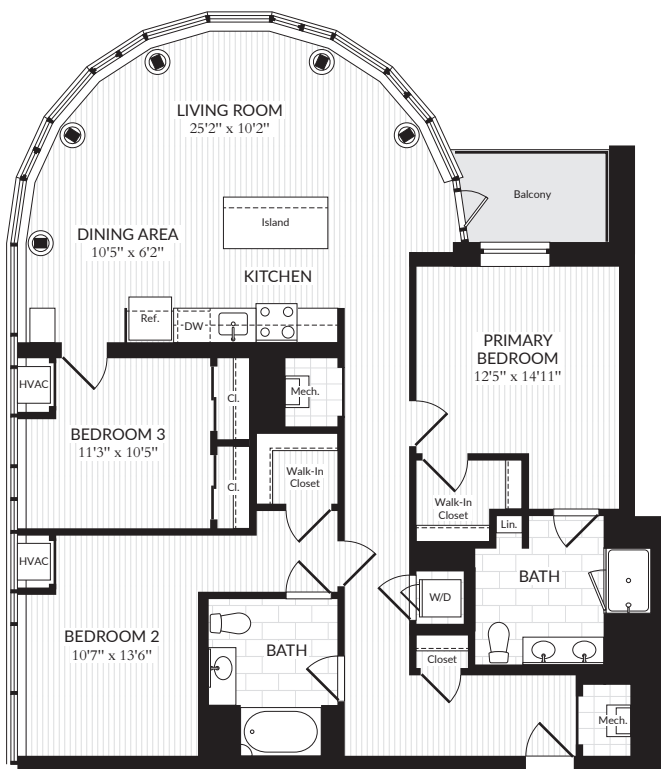 LIVING ROOM
25'2" x 10'2"
Balcony
Island
DINING AREA
10'5" x 6'2"
KITCHEN
Ref.
DW
PRIMARY
BEDROOM
12'5" x 14'11"
HVAC
Cl.
Mech.
BEDROOM 3
11'3" x 10'5"
Walk-In
Closet
Cl.
Walk-In
Closet
Lin.
HVAC
BATH
W/D
BEDROOM 2
10'7" x 13'6"
BATH
Closet
Mech.